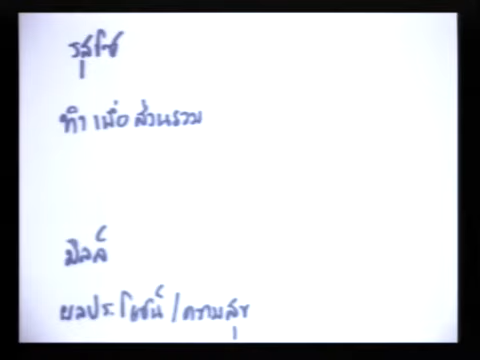 รุสโซ่
ทำ เพื่อ ส่วนรวม
มิลล์
ผลประโยชน์ / ความสุข